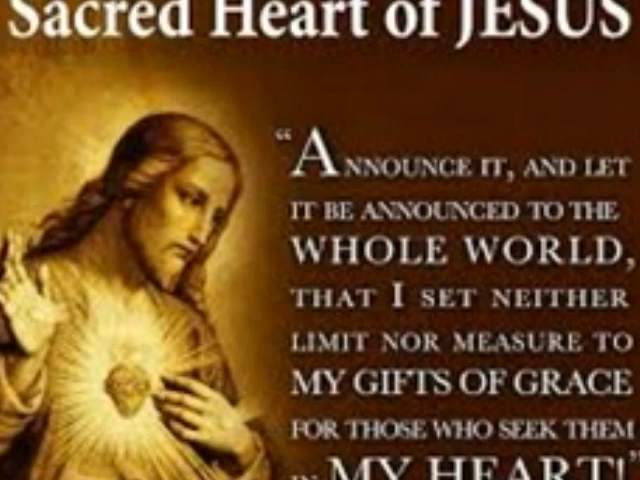 Sacred Heart of JESUS
“ANNOUNCE IT, AND LET
IT BE ANNOUNCED TO THE
WHOLE WORLD,
THAT I SET NEITHER
LIMIT NOR MEASURE TO
MY GIFTS OF GRACE
FOR THOSE WHO SEEK THEM
IN MY HEART!”